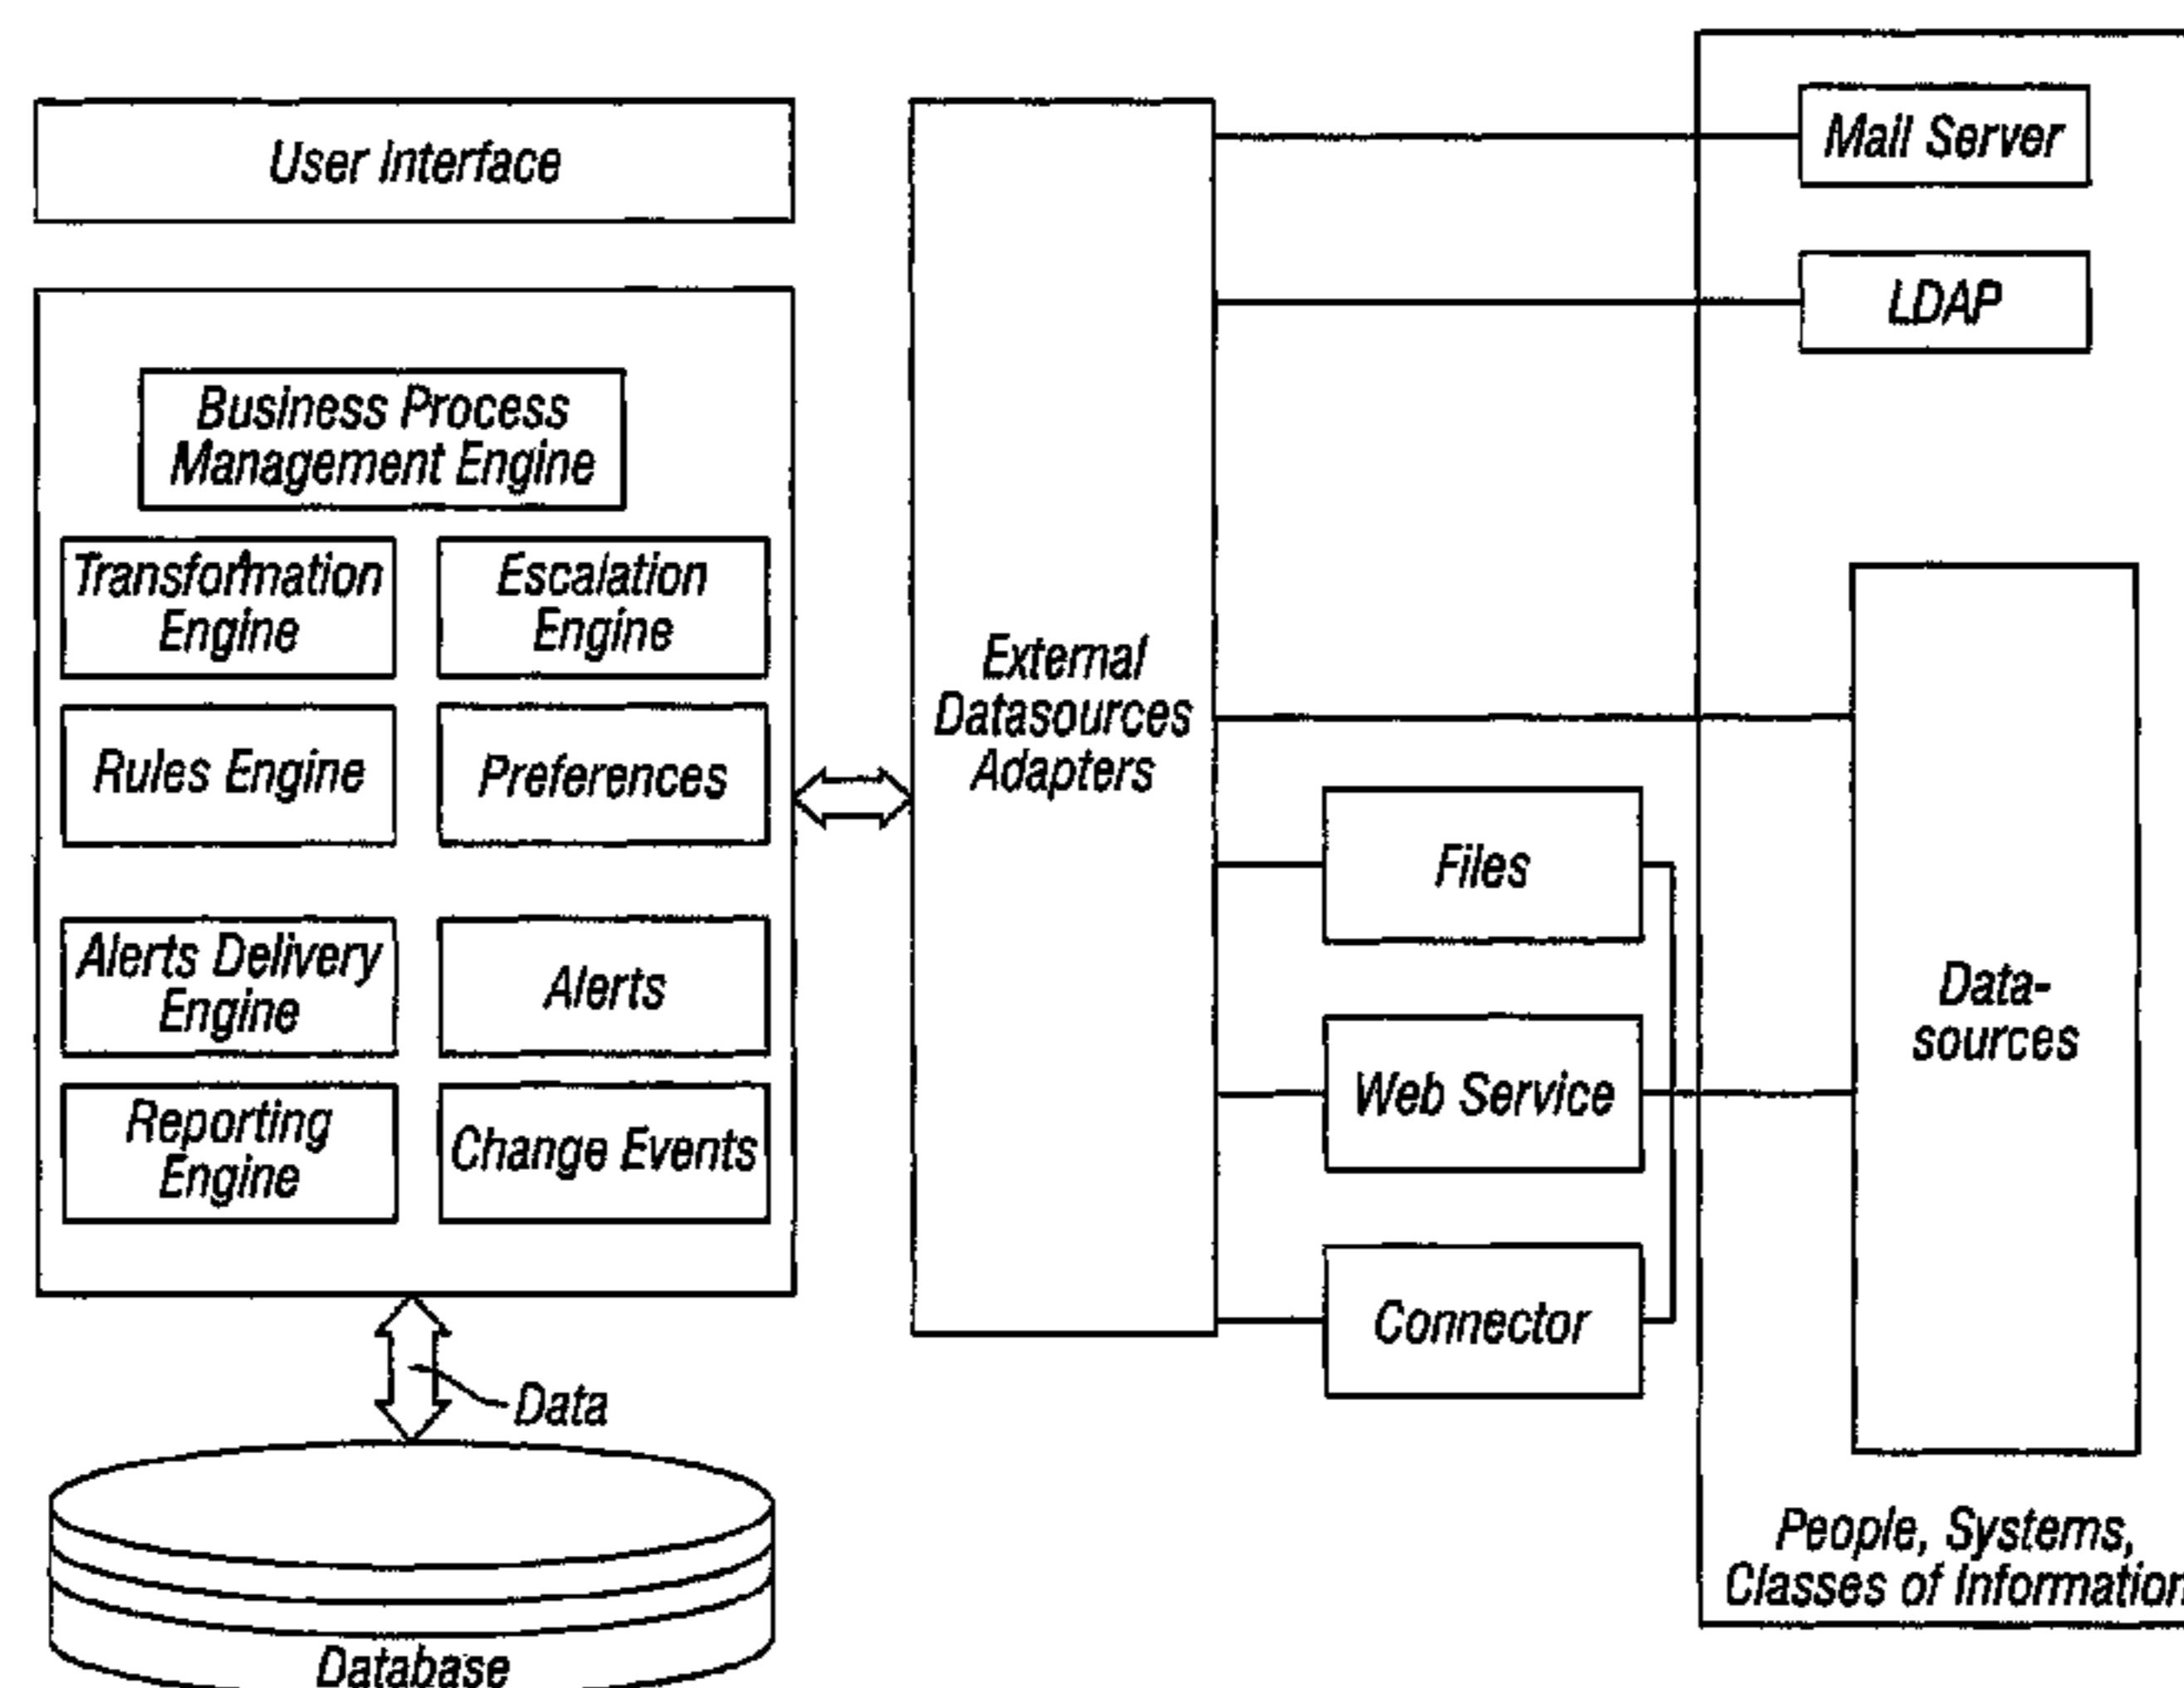 User Interface
Business Process
Management Engine
Transformation
Engine
Escalation
Engine
Rules Engine
Preferences
Alerts Delivery
Engine
Alerts
Reporting
Engine
Change Events
Data
Database
External
Datasources
Adapters
Mail Server
LDAP
Files
Web Service
Connector
Data-
sources
People, Systems,
Classes of Information